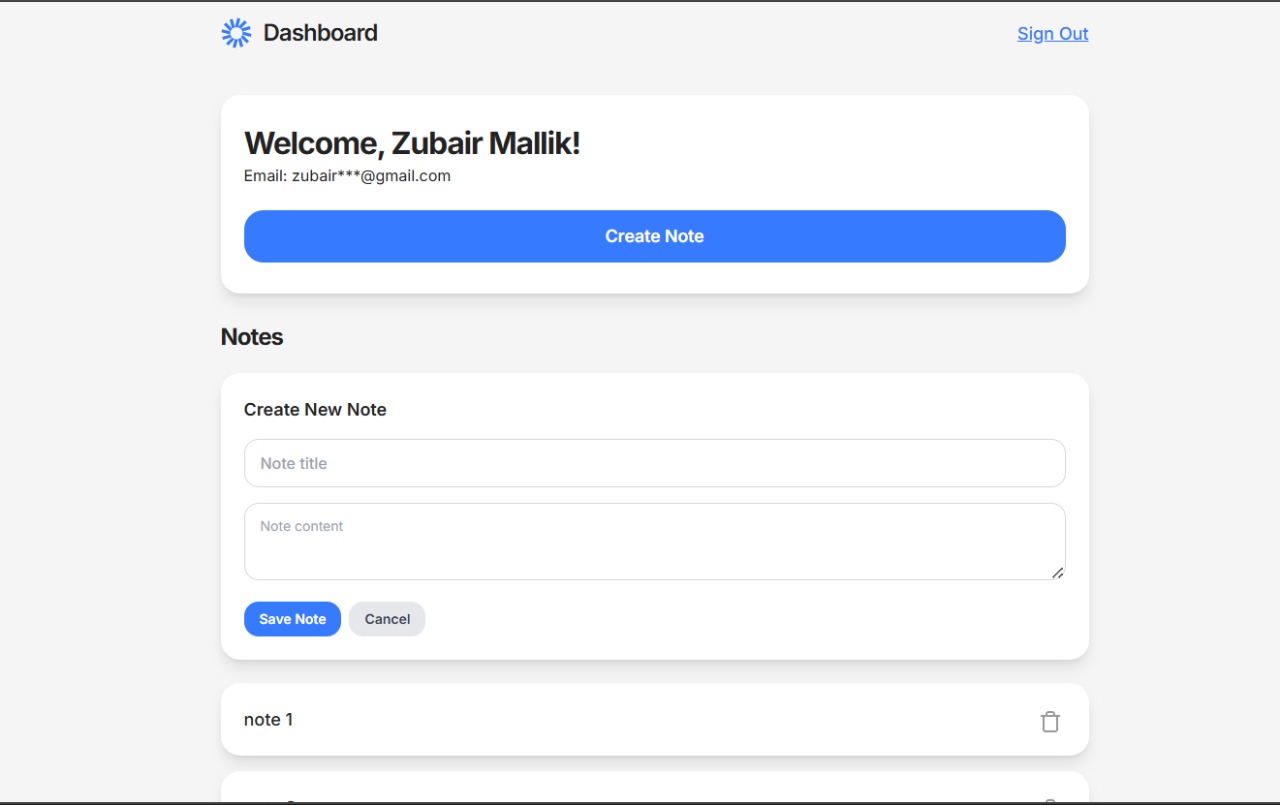 Dashboard
Sign Out
Welcome, Zubair Mallik!
Email: zubair***@gmail.com
Create Note
Notes
Create New Note
Note title
Note content
Save Note
Cancel
note 1